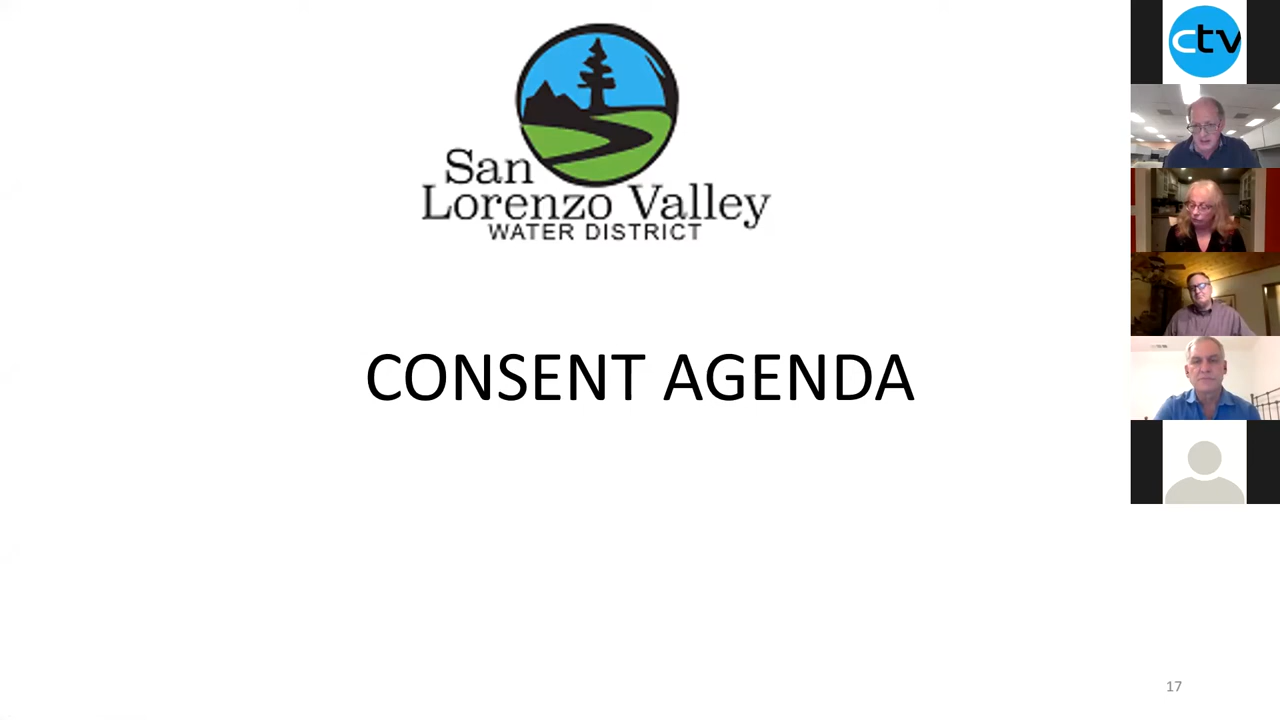 ctv
San
Lorenzo Valley
WATER DISTRICT
CONSENT AGENDA
17